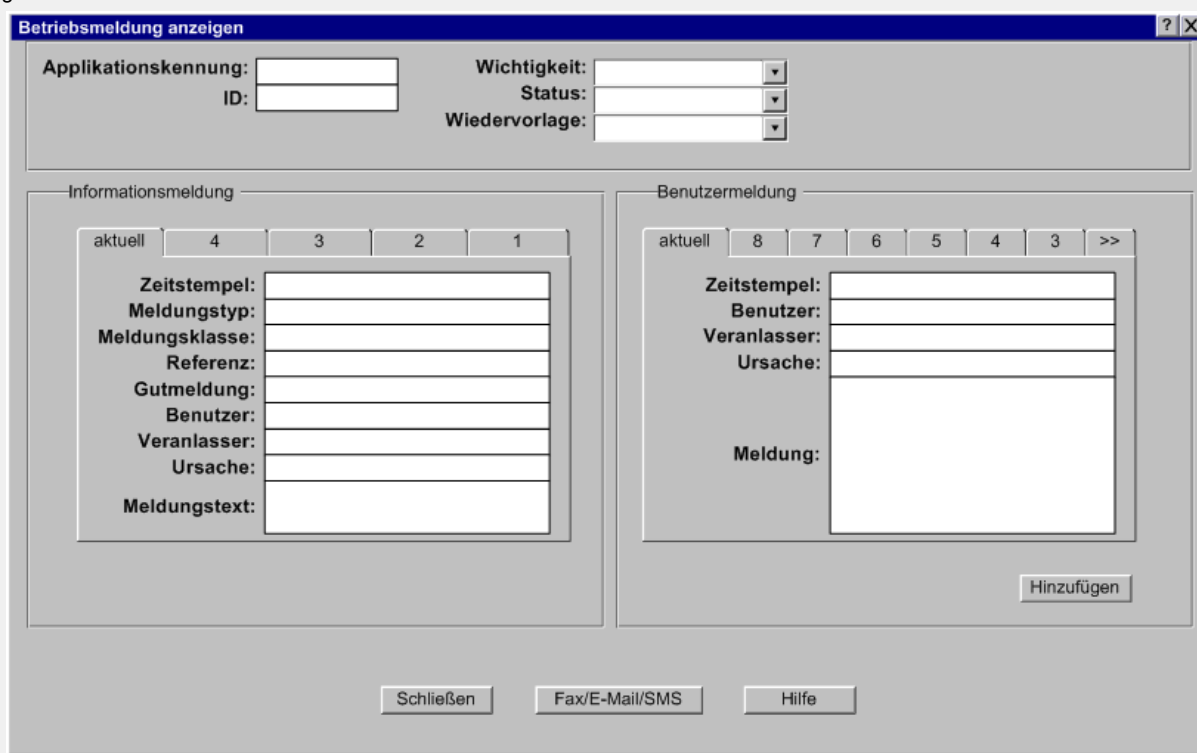 Betriebsmeldung anzeigen
Applikationskennung:
ID:
Wichtigkeit:
Status:
Wiedervorlage:
Informationsmeldung
aktuell 4 3 2 1
Zeitstempel:
Meldungstyp:
Meldungsklasse:
Referenz:
Gutmeldung:
Benutzer:
Veranlasser:
Ursache:
Meldungstext:
Benutzermeldung
aktuell 8 7 6 5 4 3 >>
Zeitstempel:
Benutzer:
Veranlasser:
Ursache:
Meldung:
Hinzufügen
Schließen Fax/E-Mail/SMS Hilfe